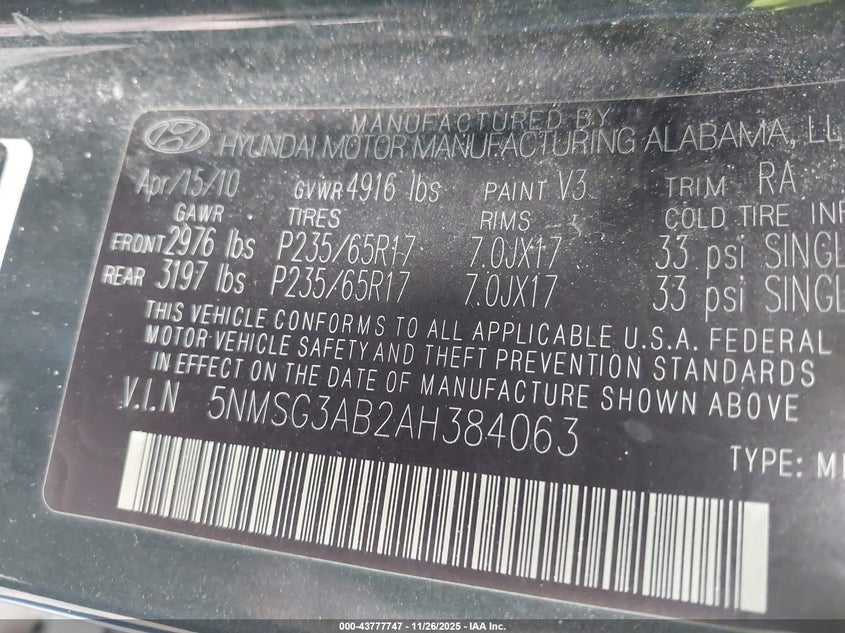 MANUFACTURED BY
HYUNDAI MOTOR MANUFACTURING ALABAMA, LL
Apr/15/10 GVWR 4916 lbs PAINT V3 TRIM RA
GAWR TIRES RIMS COLD TIRE INF
FRONT 2976 lbs P235/65R17 7.0JX17 33 psi SINGL
REAR 3197 lbs P235/65R17 7.0JX17 33 psi SINGL
THIS VEHICLE CONFORMS TO ALL APPLICABLE U.S.A. FEDERAL
MOTOR-VEHICLE SAFETY AND THEFT PREVENTION STANDARDS
IN EFFECT ON THE DATE OF MANUFACTURE SHOWN ABOVE
V.I.N 5NMSG3AB2AH384063
TYPE: M
000-43777747 - 11/26/2025 - IAA Inc.